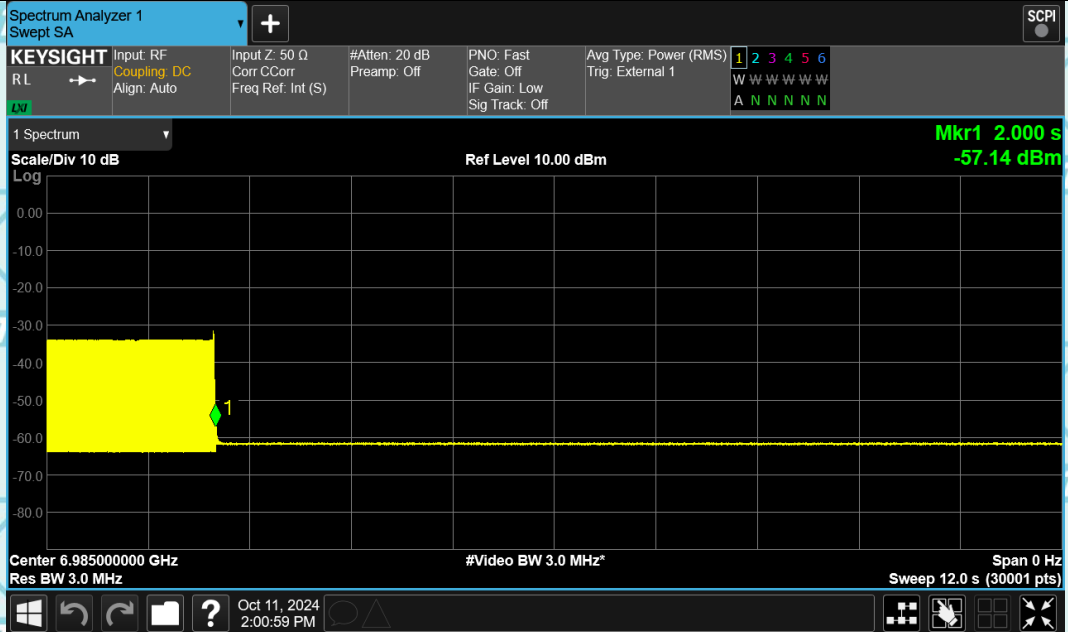 Spectrum Analyzer 1
Swept SA
SCPI
KEYSIGHT
R L
LXI
Input: RF
Coupling: DC
Align: Auto
Input Z: 50 Ω
Corr CCorr
Freq Ref: Int (S)
#Atten: 20 dB
Preamp: Off
PNO: Fast
Gate: Off
IF Gain: Low
Sig Track: Off
Avg Type: Power (RMS)
Trig: External 1
1 2 3 4 5 6
W W W W W W
A N N N N N
1 Spectrum
Mkr1 2.000 s
-57.14 dBm
Scale/Div 10 dB
Ref Level 10.00 dBm
Log
0.00
-10.0
-20.0
-30.0
-40.0
-50.0
-60.0
-70.0
-80.0
1
Center 6.985000000 GHz
#Video BW 3.0 MHz*
Span 0 Hz
Res BW 3.0 MHz
Sweep 12.0 s (30001 pts)
?
Oct 11, 2024
2:00:59 PM